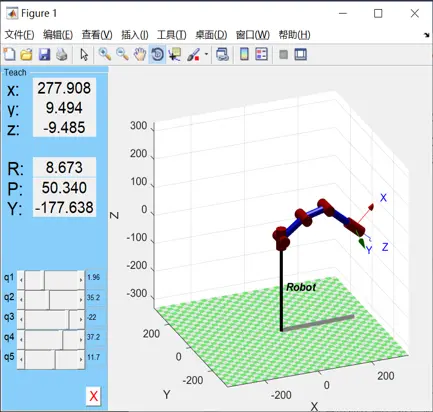 Figure 1
文件(F) 编辑(E) 查看(V) 插入(I) 工具(T) 桌面(D) 窗口(W) 帮助(H)
Teach
x: 277.908
y: 9.494
z: -9.485
R: 8.673
P: 50.340
Y: -177.638
q1 1.96
q2 35.2
q3 -22
q4 37.2
q5 11.7
X
300
200
100
0
-100
-200
-300
Z
X
Y
Z
Robot
200
0
-200
Y
-200
0
200
X